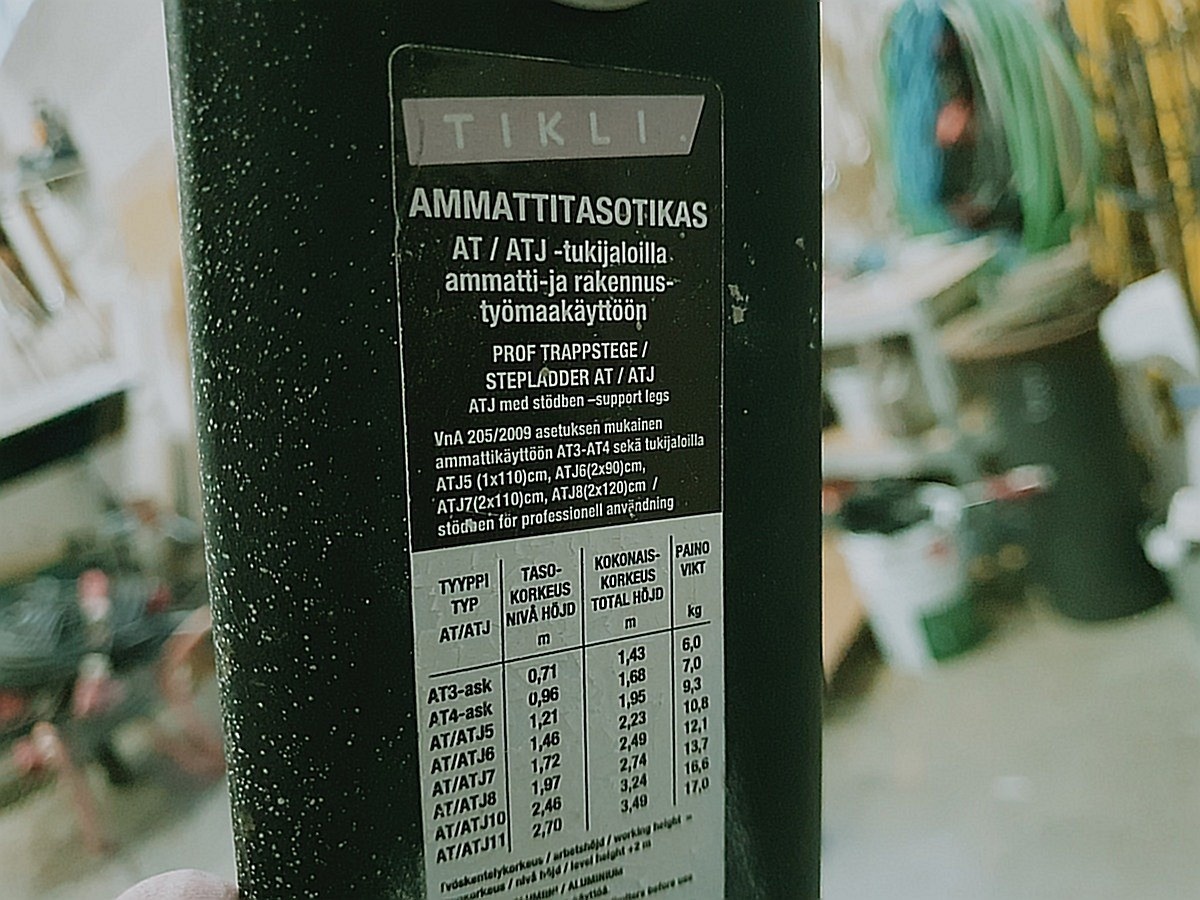 TIKLI
AMMATTITASOTIKAS
AT / ATJ -tukijaloilla
ammatti-ja rakennus-
työmaakäyttöön
PROF TRAPPSTEGE /
STEPLADDER AT / ATJ
ATJ med stödben –support legs
VnA 205/2009 asetuksen mukainen
ammattikäyttöön AT3-AT4 sekä tukijaloilla
ATJ5 (1x110)cm, ATJ6(2x90)cm,
ATJ7(2x110)cm, ATJ8(2x120)cm /
stödben för professionell användning
TYYPPI TYP AT/ATJ TASO-KORKEUS NIVÅ HÖJD m KOKONAIS-KORKEUS TOTAL HÖJD m PAINO VIKT kg
AT3-ask 0,71 1,43 6,0
AT4-ask 0,96 1,68 7,0
AT/ATJ5 1,21 1,95 9,3
AT/ATJ6 1,46 2,23 10,8
AT/ATJ7 1,72 2,49 12,1
AT/ATJ8 1,97 2,74 13,7
AT/ATJ10 2,46 3,24 16,6
AT/ATJ11 2,70 3,49 17,0
Työskentelykorkeus / arbetshöjd / working height =
/ nivå höjd / level height +2 m
/ ALUMINIUM
before use